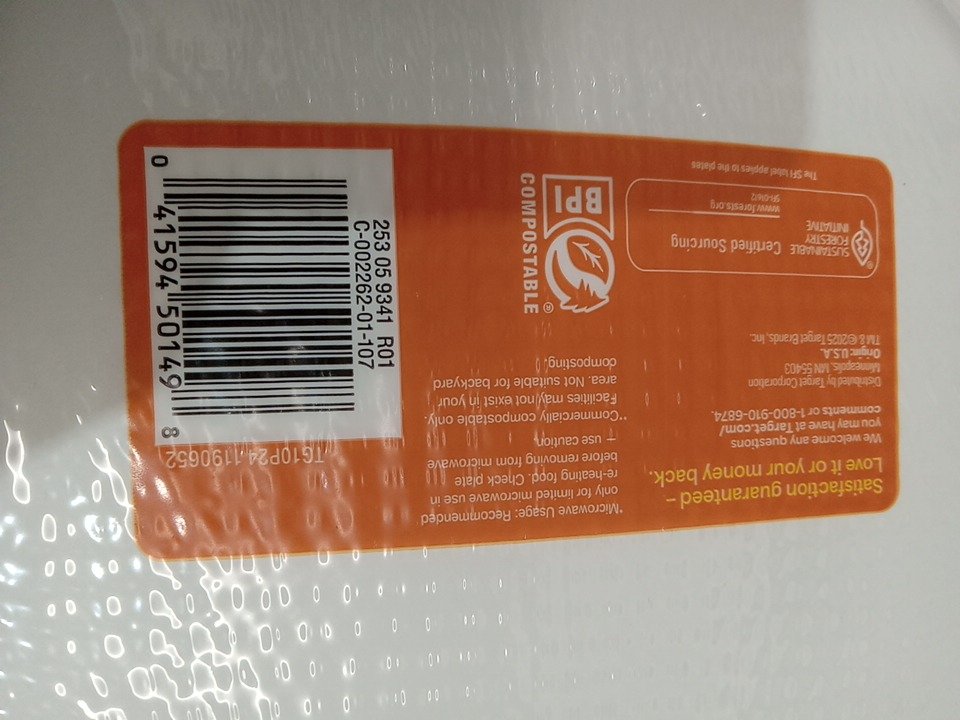 Satisfaction guaranteed –
Love it or your money back.
We welcome any questions
you may have at Target.com/
comments or 1-800-910-6874.
Distributed by Target Corporation
Minneapolis, MN 55403
Origin: U.S.A.
TM & ©2025 Target Brands, Inc.
SUSTAINABLE
FORESTRY
INITIATIVE
®
Certified Sourcing
www.forests.org
SFI-01612
The SFI label applies to the plates
*Microwave Usage: Recommended
only for limited microwave use in
re-heating food. Check plate
before removing from microwave
— use caution.
**Commercially compostable only.
Facilities may not exist in your
area. Not suitable for backyard
composting.
BPI
®
COMPOSTABLE
253 05 9341 R01
C-002262-01-107
0 41594 50149 8
TG10P24 1190652